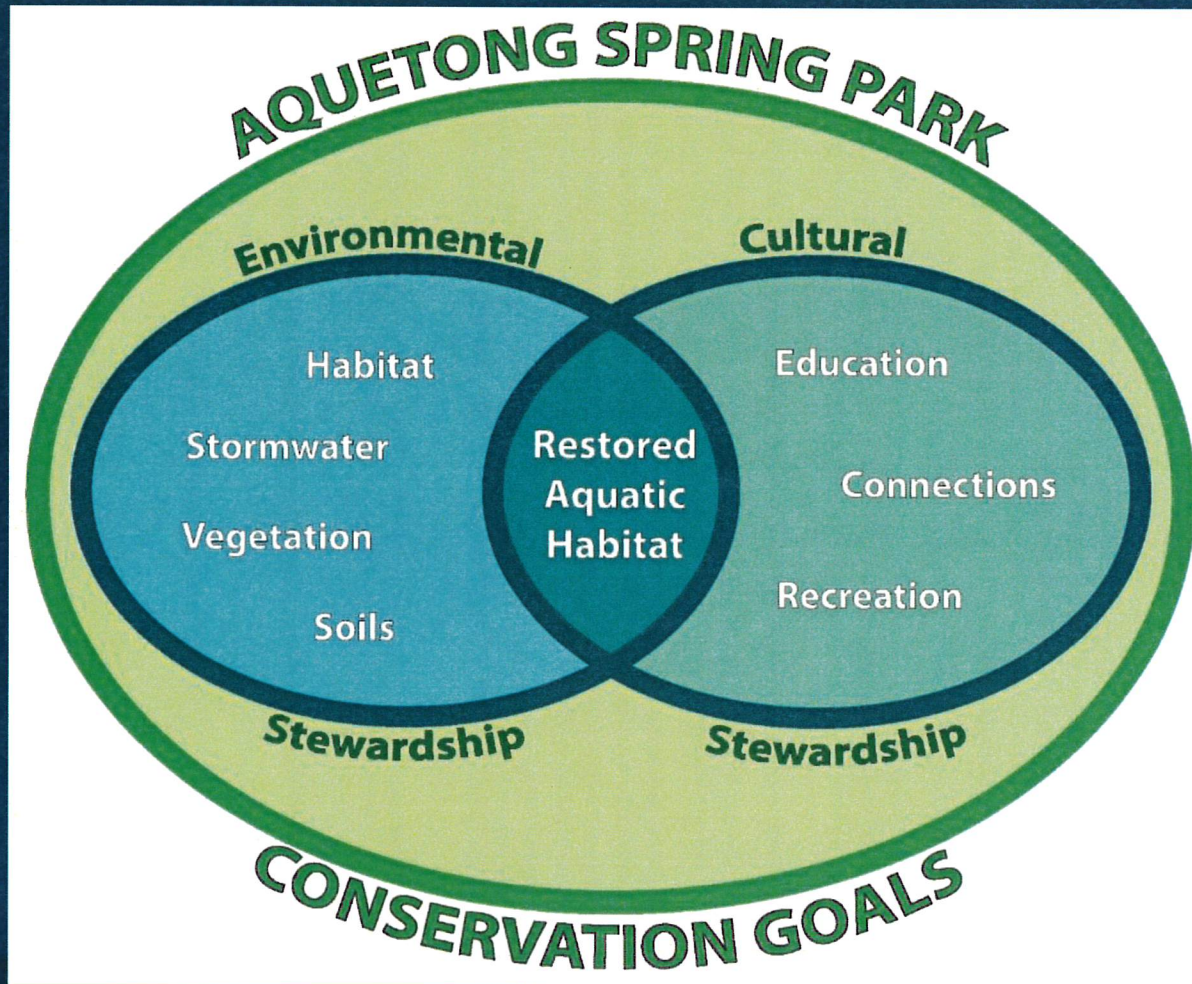 AQUETONG SPRING PARK
Environmental
Habitat
Stormwater
Vegetation
Soils
Stewardship
Restored
Aquatic
Habitat
Cultural
Education
Connections
Recreation
Stewardship
CONSERVATION GOALS